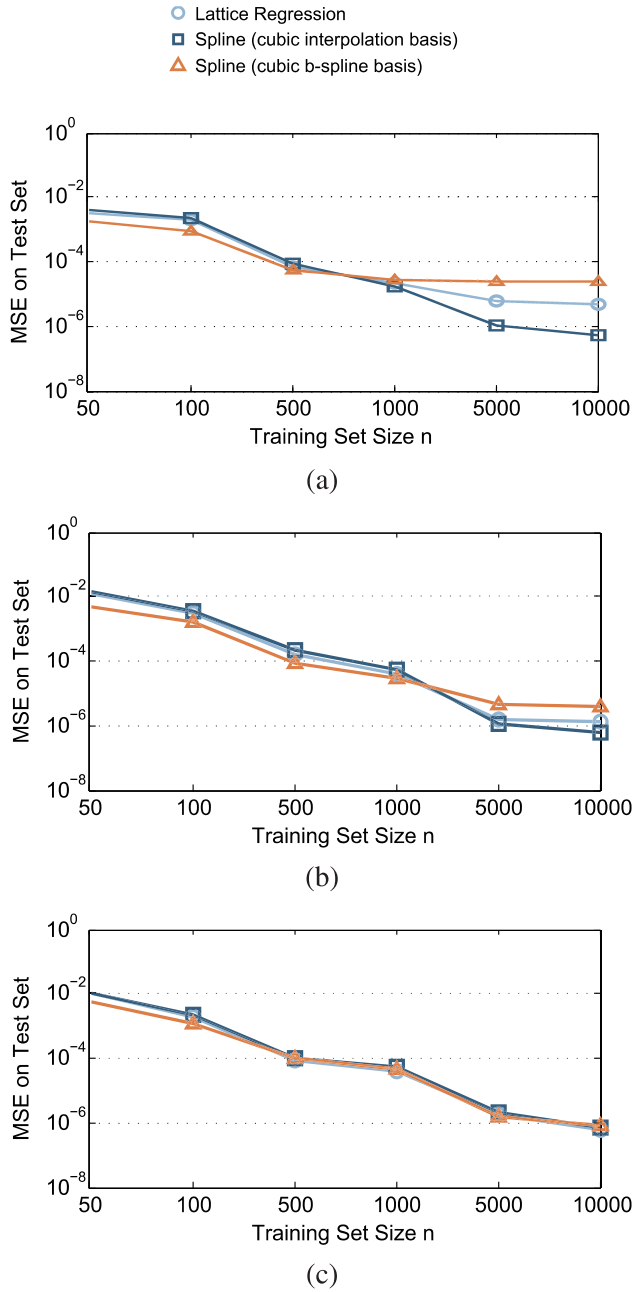 Lattice Regression
Spline (cubic interpolation basis)
Spline (cubic b-spline basis)
10^0
10^−2
10^−4
10^−6
10^−8
MSE on Test Set
50 100 500 1000 5000 10000
Training Set Size n
(a)
10^0
10^−2
10^−4
10^−6
10^−8
MSE on Test Set
50 100 500 1000 5000 10000
Training Set Size n
(b)
10^0
10^−2
10^−4
10^−6
10^−8
MSE on Test Set
50 100 500 1000 5000 10000
Training Set Size n
(c)